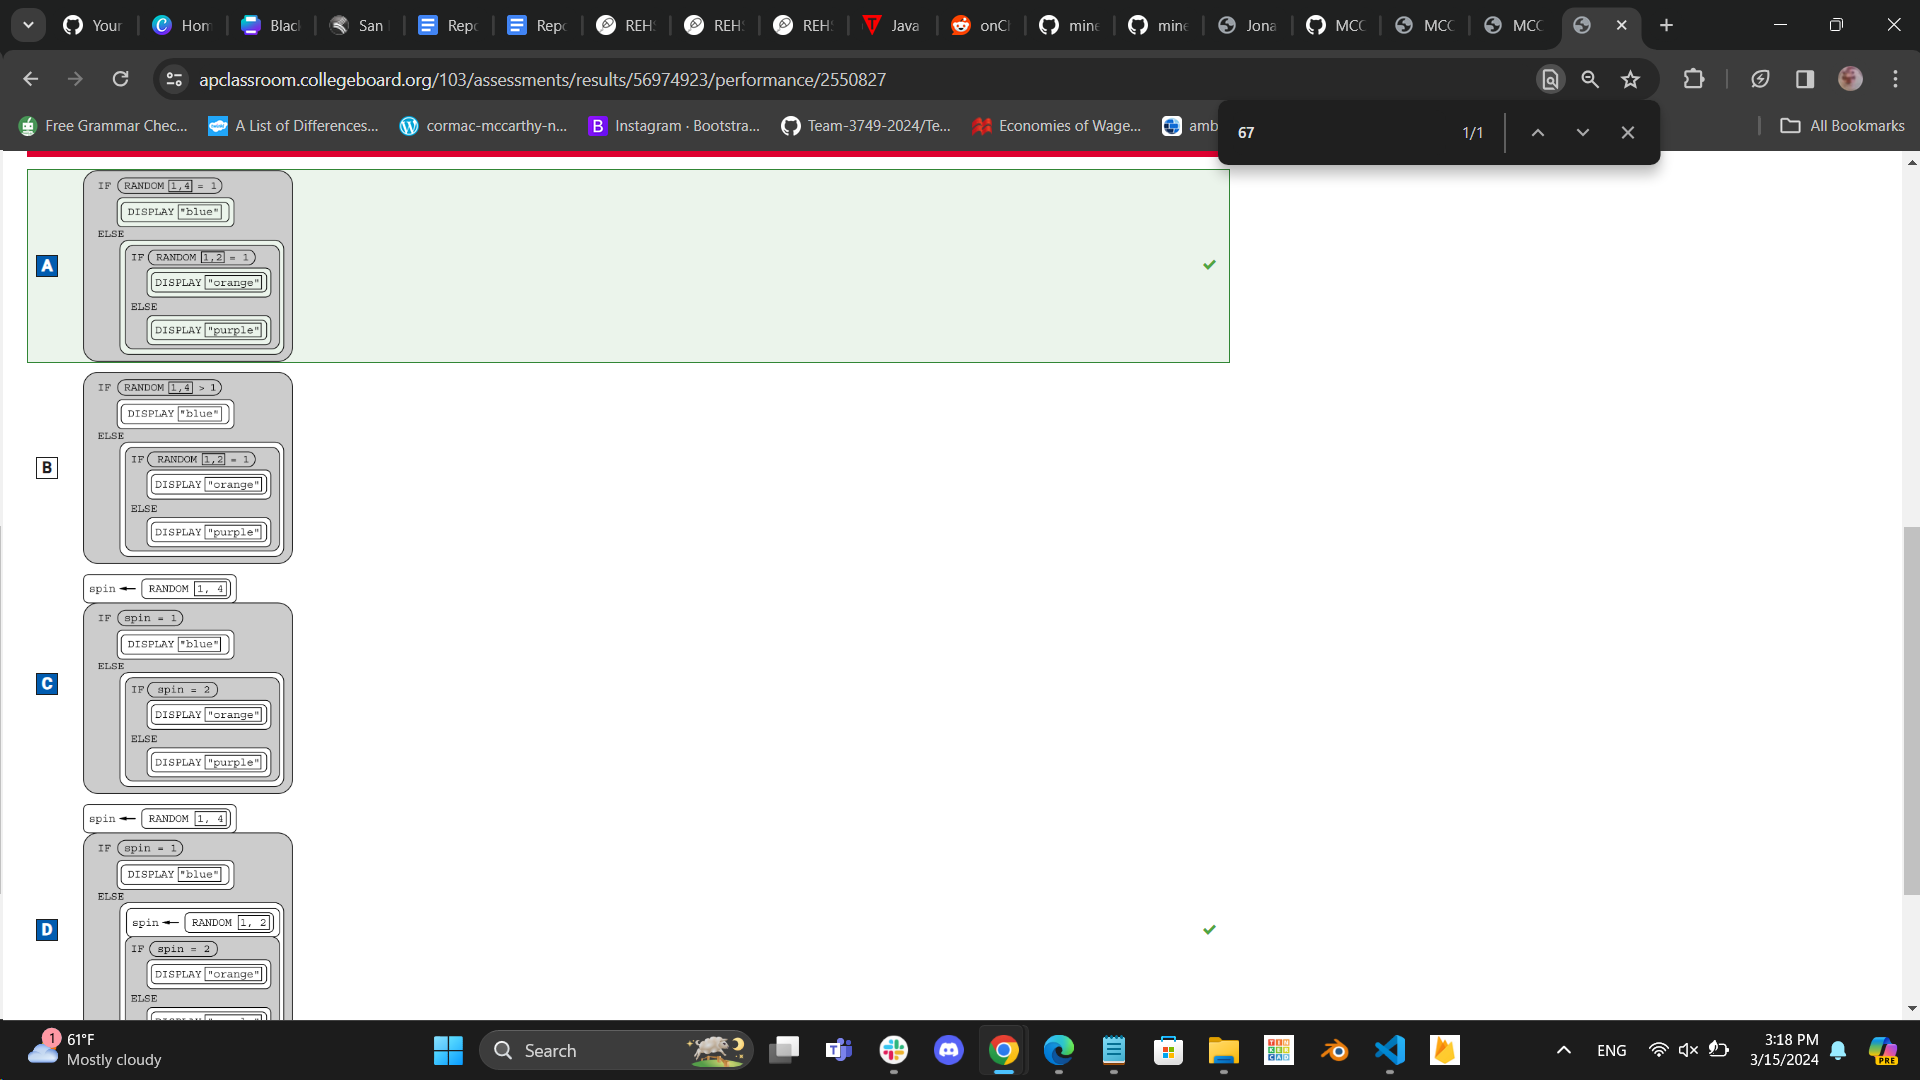 Your
Hom
Blac
San
Repo
Repo
REHS
REHS
REHS
Java
onCl
mine
mine
Jona
MCC
MCC
MCC
apclassroom.collegeboard.org/103/assessments/results/56974923/performance/2550827
Free Grammar Chec...
A List of Differences...
cormac-mccarthy-n...
Instagram · Bootstra...
Team-3749-2024/Te...
Economies of Wage...
amb
All Bookmarks
67
1/1
A
IF RANDOM 1,4 = 1
DISPLAY "blue"
ELSE
IF RANDOM 1,2 = 1
DISPLAY "orange"
ELSE
DISPLAY "purple"
B
IF RANDOM 1,4 > 1
DISPLAY "blue"
ELSE
IF RANDOM 1,2 = 1
DISPLAY "orange"
ELSE
DISPLAY "purple"
C
spin ← RANDOM 1, 4
IF spin = 1
DISPLAY "blue"
ELSE
IF spin = 2
DISPLAY "orange"
ELSE
DISPLAY "purple"
D
spin ← RANDOM 1, 4
IF spin = 1
DISPLAY "blue"
ELSE
spin ← RANDOM 1, 2
IF spin = 2
DISPLAY "orange"
ELSE
1
61°F
Mostly cloudy
Search
ENG
3:18 PM
3/15/2024
PRE